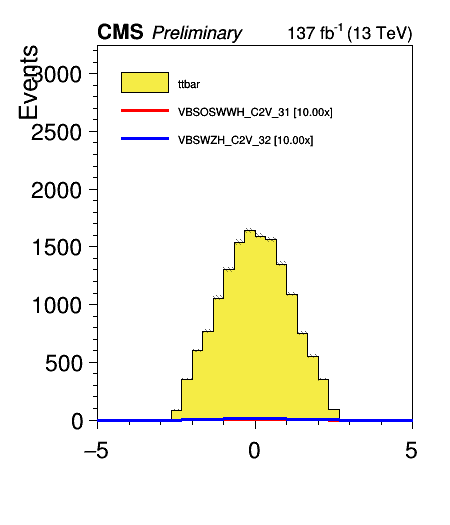 CMS Preliminary 137 fb-1 (13 TeV)
Events
3000
ttbar
VBSOSWWH_C2V_31 [10.00x]
2500
VBSWZH_C2V_32 [10.00x]
2000
1500
1000
500
0
−5 0 5